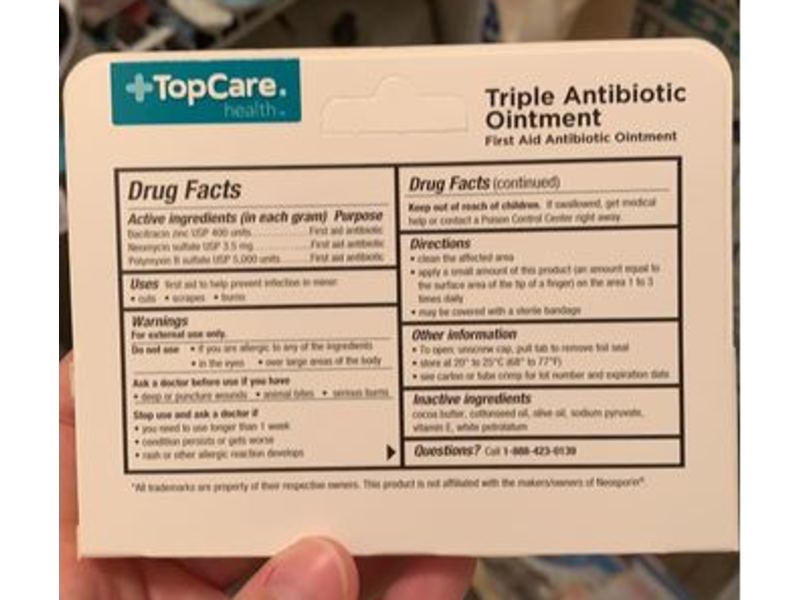 +TopCare.
health™
Triple Antibiotic
Ointment
First Aid Antibiotic Ointment
Drug Facts
Active ingredients (in each gram) Purpose
Bacitracin zinc USP 400 units First aid antibiotic
Neomycin sulfate USP 3.5 mg First aid antibiotic
Polymyxin B sulfate USP 5,000 units First aid antibiotic
Uses first aid to help prevent infection in minor:
• cuts • scrapes • burns
Warnings
For external use only.
Do not use • if you are allergic to any of the ingredients
• in the eyes • over large areas of the body
Ask a doctor before use if you have
• deep or puncture wounds • animal bites • serious burns
Stop use and ask a doctor if
• you need to use longer than 1 week
• condition persists or gets worse
• rash or other allergic reaction develops
Drug Facts (continued)
Keep out of reach of children. If swallowed, get medical
help or contact a Poison Control Center right away.
Directions
• clean the affected area
• apply a small amount of this product (an amount equal to
the surface area of the tip of a finger) on the area 1 to 3
times daily
• may be covered with a sterile bandage
Other information
• To open: unscrew cap, pull tab to remove foil seal
• store at 20° to 25°C (68° to 77°F)
• see carton or tube crimp for lot number and expiration date
Inactive ingredients
cocoa butter, cottonseed oil, olive oil, sodium pyruvate,
vitamin E, white petrolatum
Questions? Call 1-888-423-0139
*All trademarks are property of their respective owners. This product is not affiliated with the makers/owners of Neosporin®.